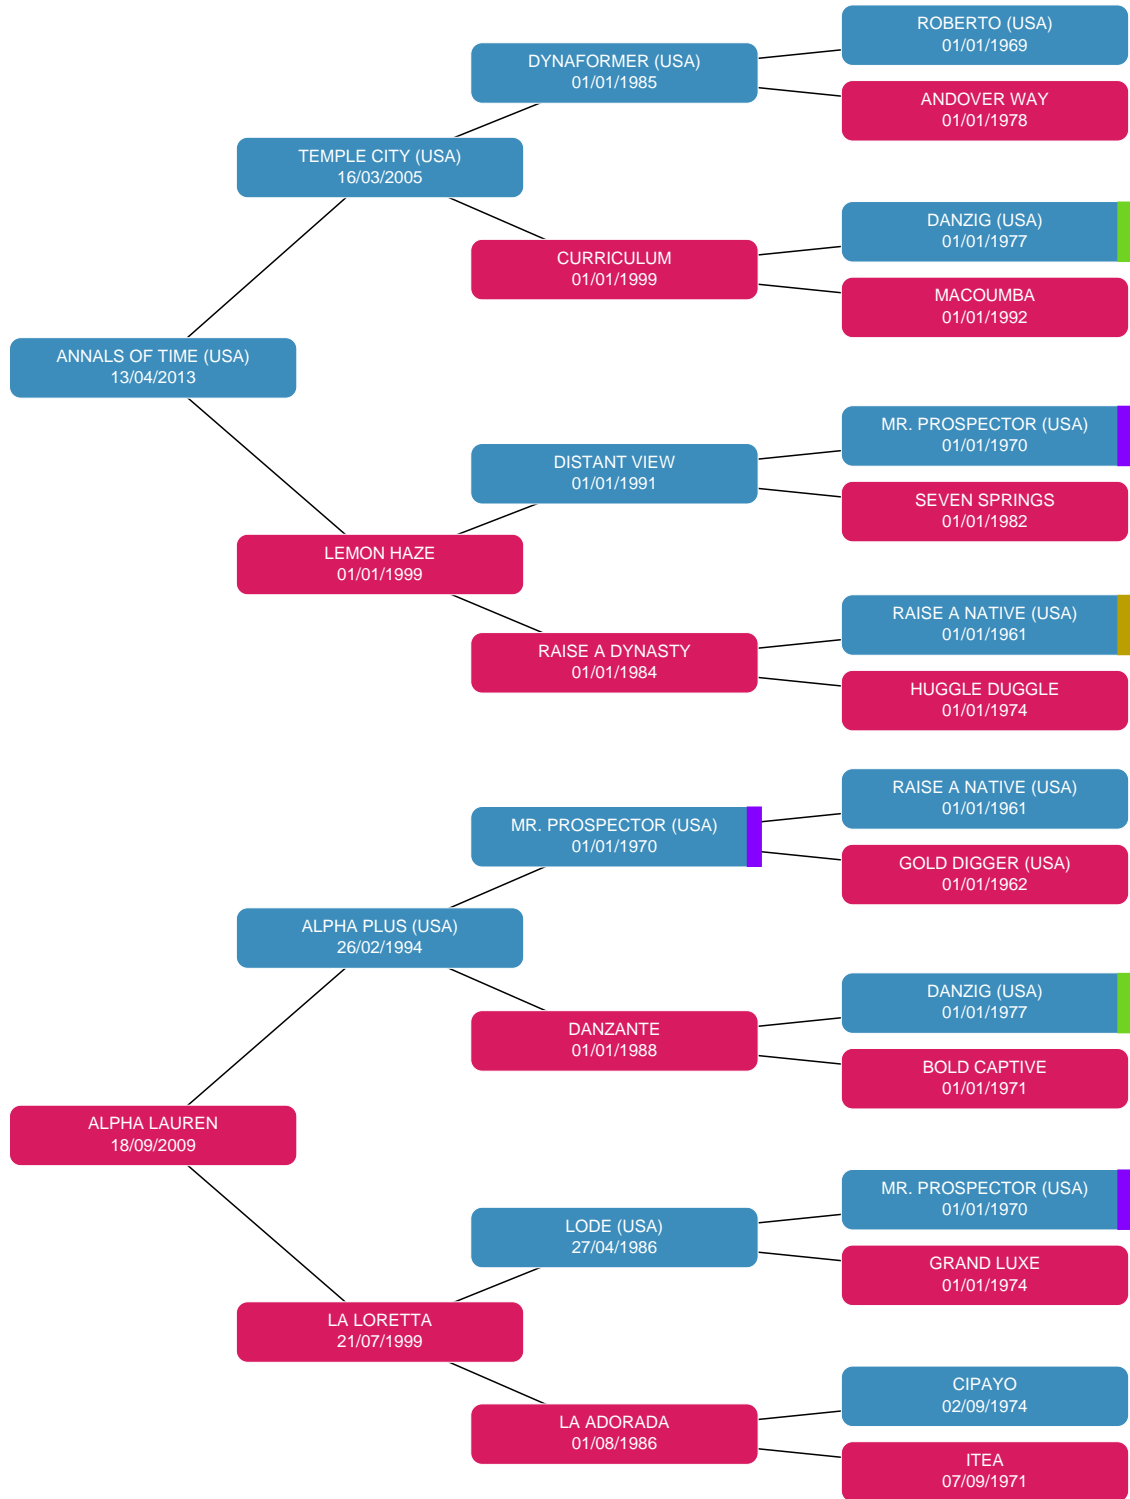 ROBERTO (USA)
01/01/1969
DYNAFORMER (USA)
01/01/1985
ANDOVER WAY
01/01/1978
TEMPLE CITY (USA)
16/03/2005
DANZIG (USA)
01/01/1977
CURRICULUM
01/01/1999
MACOUMBA
01/01/1992
ANNALS OF TIME (USA)
13/04/2013
MR. PROSPECTOR (USA)
01/01/1970
DISTANT VIEW
01/01/1991
SEVEN SPRINGS
01/01/1982
LEMON HAZE
01/01/1999
RAISE A NATIVE (USA)
01/01/1961
RAISE A DYNASTY
01/01/1984
HUGGLE DUGGLE
01/01/1974
RAISE A NATIVE (USA)
01/01/1961
MR. PROSPECTOR (USA)
01/01/1970
GOLD DIGGER (USA)
01/01/1962
ALPHA PLUS (USA)
26/02/1994
DANZIG (USA)
01/01/1977
DANZANTE
01/01/1988
BOLD CAPTIVE
01/01/1971
ALPHA LAUREN
18/09/2009
MR. PROSPECTOR (USA)
01/01/1970
LODE (USA)
27/04/1986
GRAND LUXE
01/01/1974
LA LORETTA
21/07/1999
CIPAYO
02/09/1974
LA ADORADA
01/08/1986
ITEA
07/09/1971